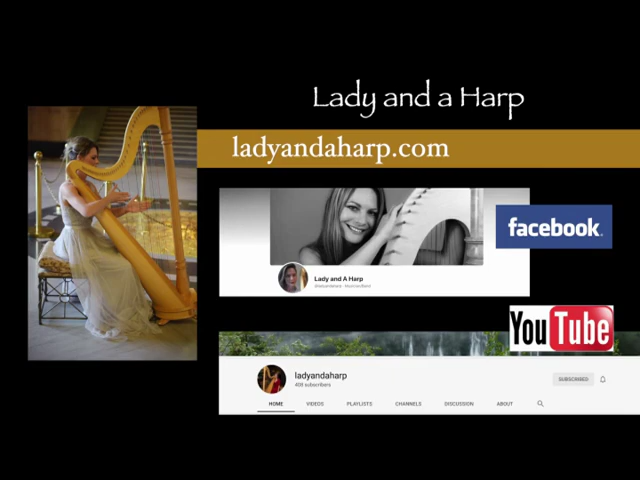 Lady and a Harp
ladyandaharp.com
facebook.
Lady and A Harp
YouTube
ladyandaharp
409 subscribers
SUBSCRIBED
HOME VIDEOS PLAYLISTS CHANNELS DISCUSSION ABOUT